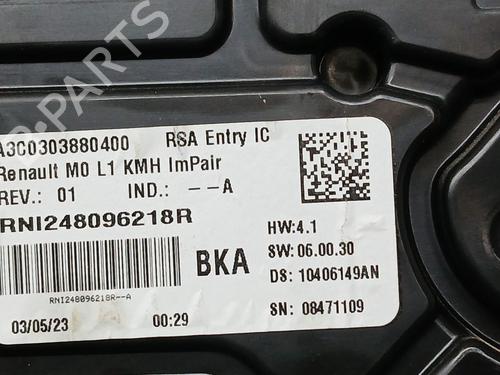 A3C0303880400 RSA Entry IC
Renault M0 L1 KMH ImPair
REV.: 01 IND.: --A
RNI248096218R
HW: 4.1
SW: 06.00.30
BKA
DS: 10406149AN
RNI248096218R--A
SN: 08471109
03/05/23 00:29